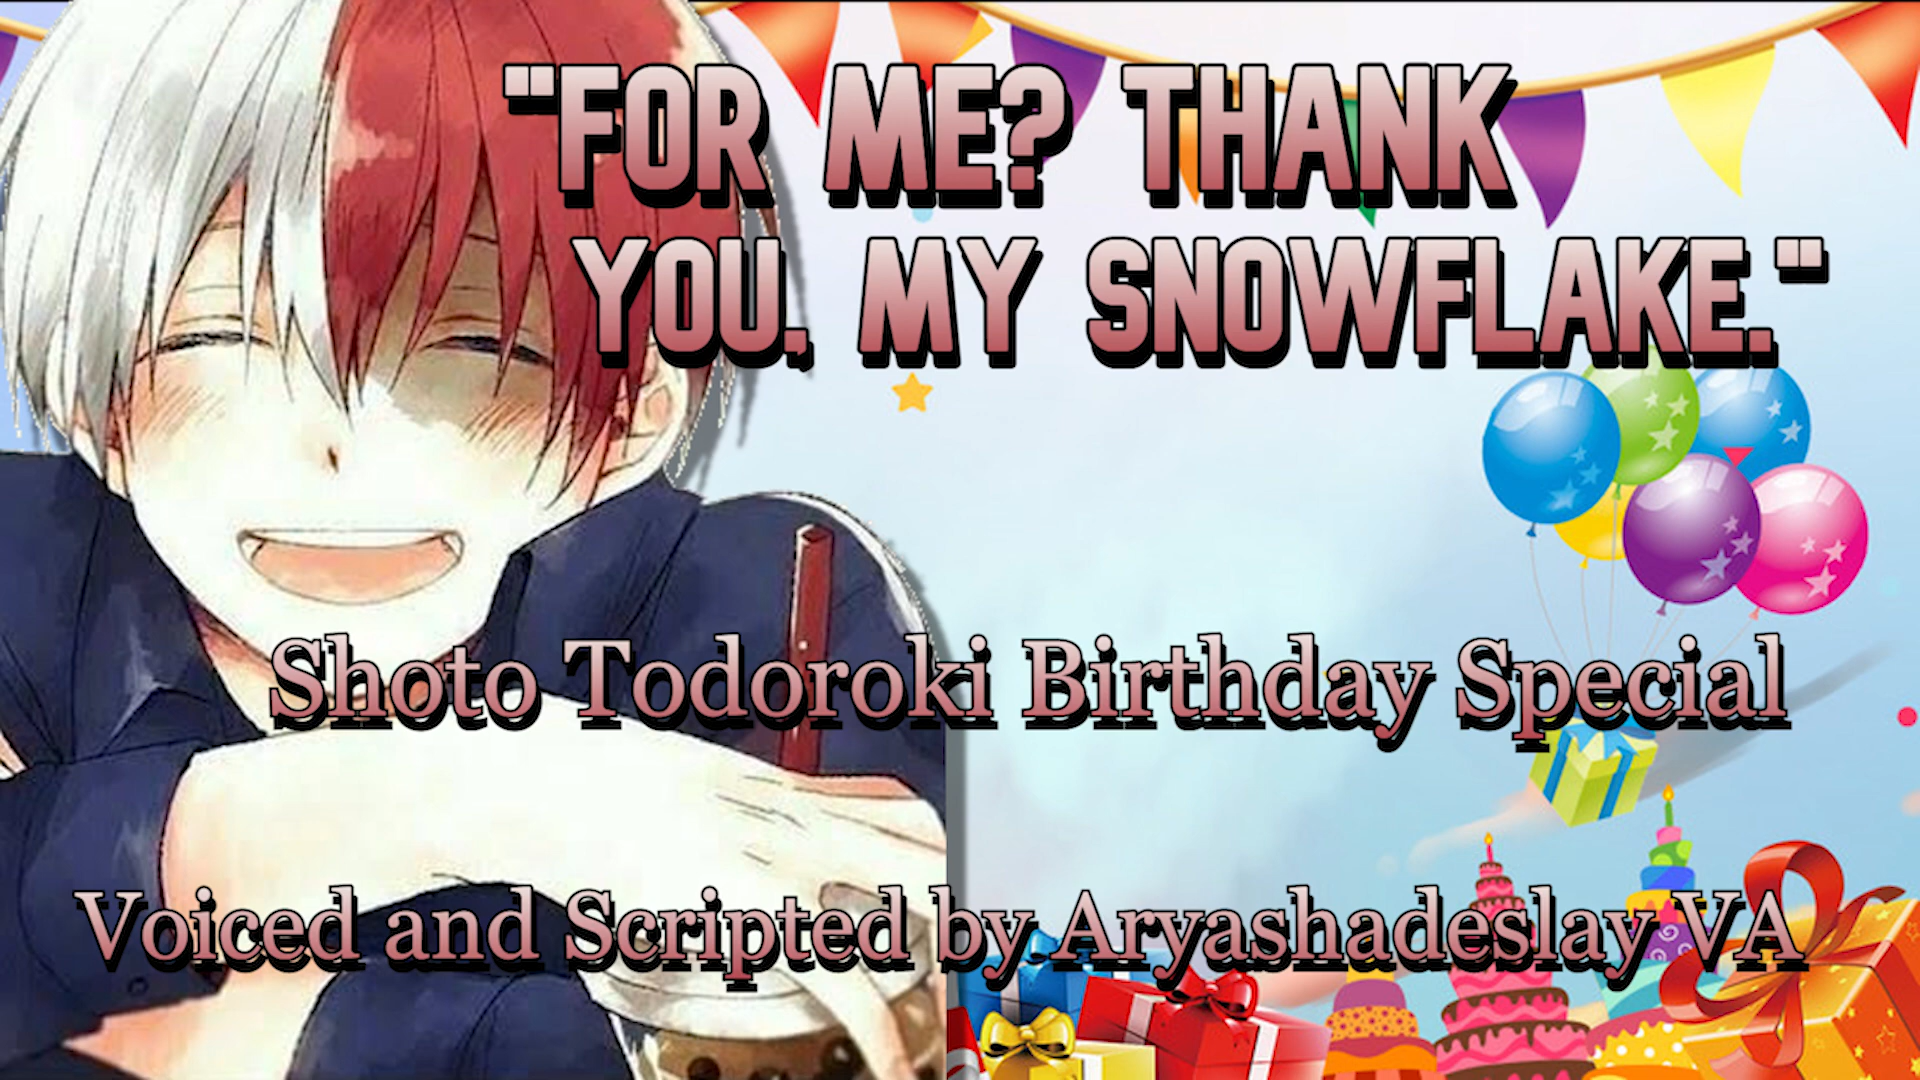 "FOR ME? THANK
YOU, MY SNOWFLAKE."
Shoto Todoroki Birthday Special
Voiced and Scripted by Aryashadeslay VA